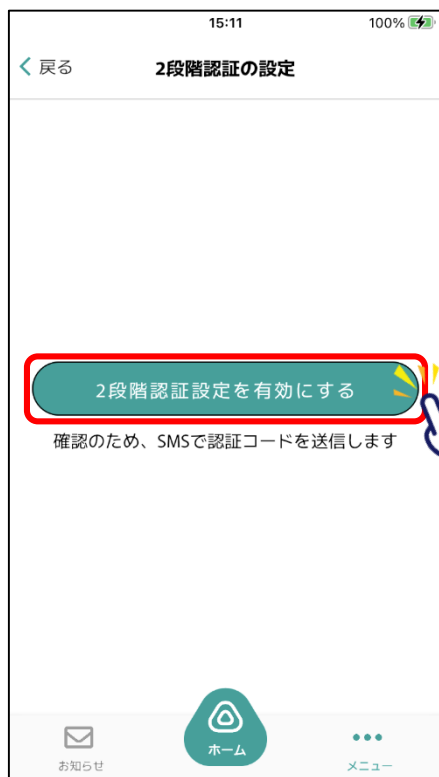 15:11 100%
戻る 2段階認証の設定
2段階認証設定を有効にする
確認のため、SMSで認証コードを送信します
お知らせ ホーム メニュー